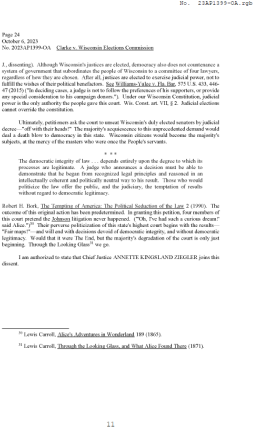 No. 23AP1399-OA.rgb
Page 24
October 6, 2023
No. 2023AP1399-OA Clarke v. Wisconsin Elections Commission
J., dissenting). Although Wisconsin's justices are elected, democracy also does not countenance a
system of government that subordinates the people of Wisconsin to a committee of four lawyers,
regardless of how they are chosen. After all, justices are elected to exercise judicial power, not to
fulfill the wishes of their political benefactors. See Williams-Yulee v. Fla. Bar, 575 U.S. 433, 446-
47 (2015) ("In deciding cases, a judge is not to follow the preferences of his supporters, or provide
any special consideration to his campaign donors."). Under our Wisconsin Constitution, judicial
power is the only authority the people gave this court. Wis. Const. art. VII, § 2. Judicial elections
cannot override the constitution.
Ultimately, petitioners ask the court to unseat Wisconsin's duly elected senators by judicial
decree—"off with their heads!" The majority's acquiescence to this unprecedented demand would
deal a death blow to democracy in this state. Wisconsin citizens would become the majority's
subjects, at the mercy of the masters who once were the People's servants.
* * *
The democratic integrity of law . . . depends entirely upon the degree to which its
processes are legitimate. A judge who announces a decision must be able to
demonstrate that he began from recognized legal principles and reasoned in an
intellectually coherent and politically neutral way to his result. Those who would
politicize the law offer the public, and the judiciary, the temptation of results
without regard to democratic legitimacy.
Robert H. Bork, The Tempting of America: The Political Seduction of the Law 2 (1990). The
outcome of this original action has been predetermined. In granting this petition, four members of
this court pretend the Johnson litigation never happened. ("Oh, I've had such a curious dream!"
said Alice.") Their perverse politicization of this state's highest court begins with the results—
"Fair maps!"—and will end with decisions devoid of democratic integrity, and without democratic
legitimacy. Would that it were The End, but the majority's degradation of the court is only just
beginning. Through the Looking Glass we go.
I am authorized to state that Chief Justice ANNETTE KINGSLAND ZIEGLER joins this
dissent.
Lewis Carroll, Alice's Adventures in Wonderland 189 (1865).
Lewis Carroll, Through the Looking Glass, and What Alice Found There (1871).
11